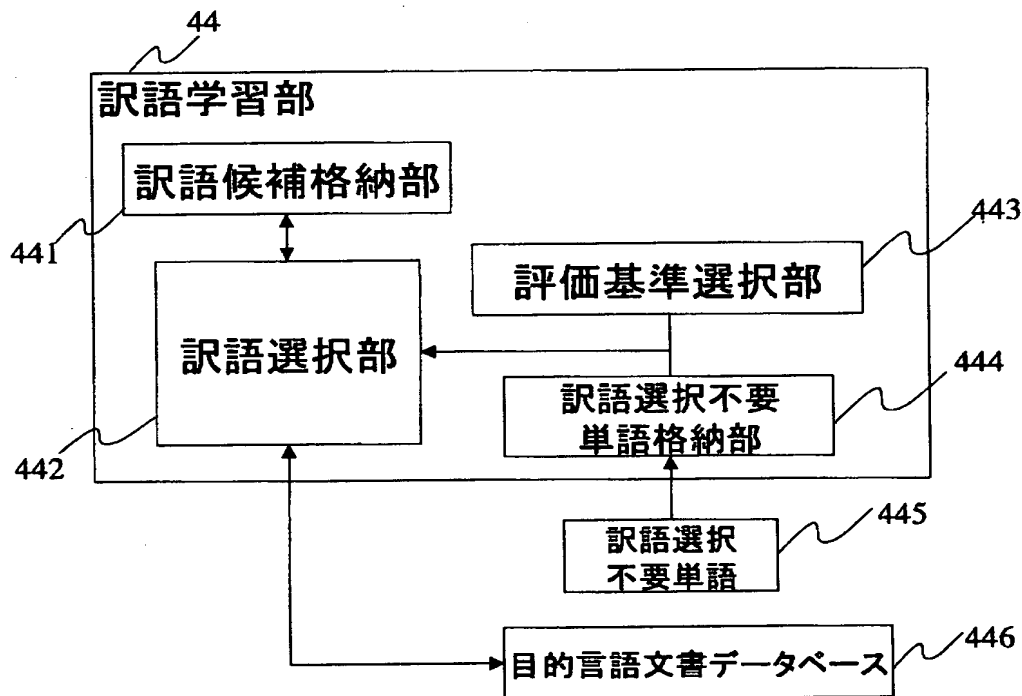 44
訳語学習部
訳語候補格納部
441
443
評価基準選択部
訳語選択部
444
訳語選択不要
単語格納部
442
445
訳語選択
不要単語
446
目的言語文書データベース